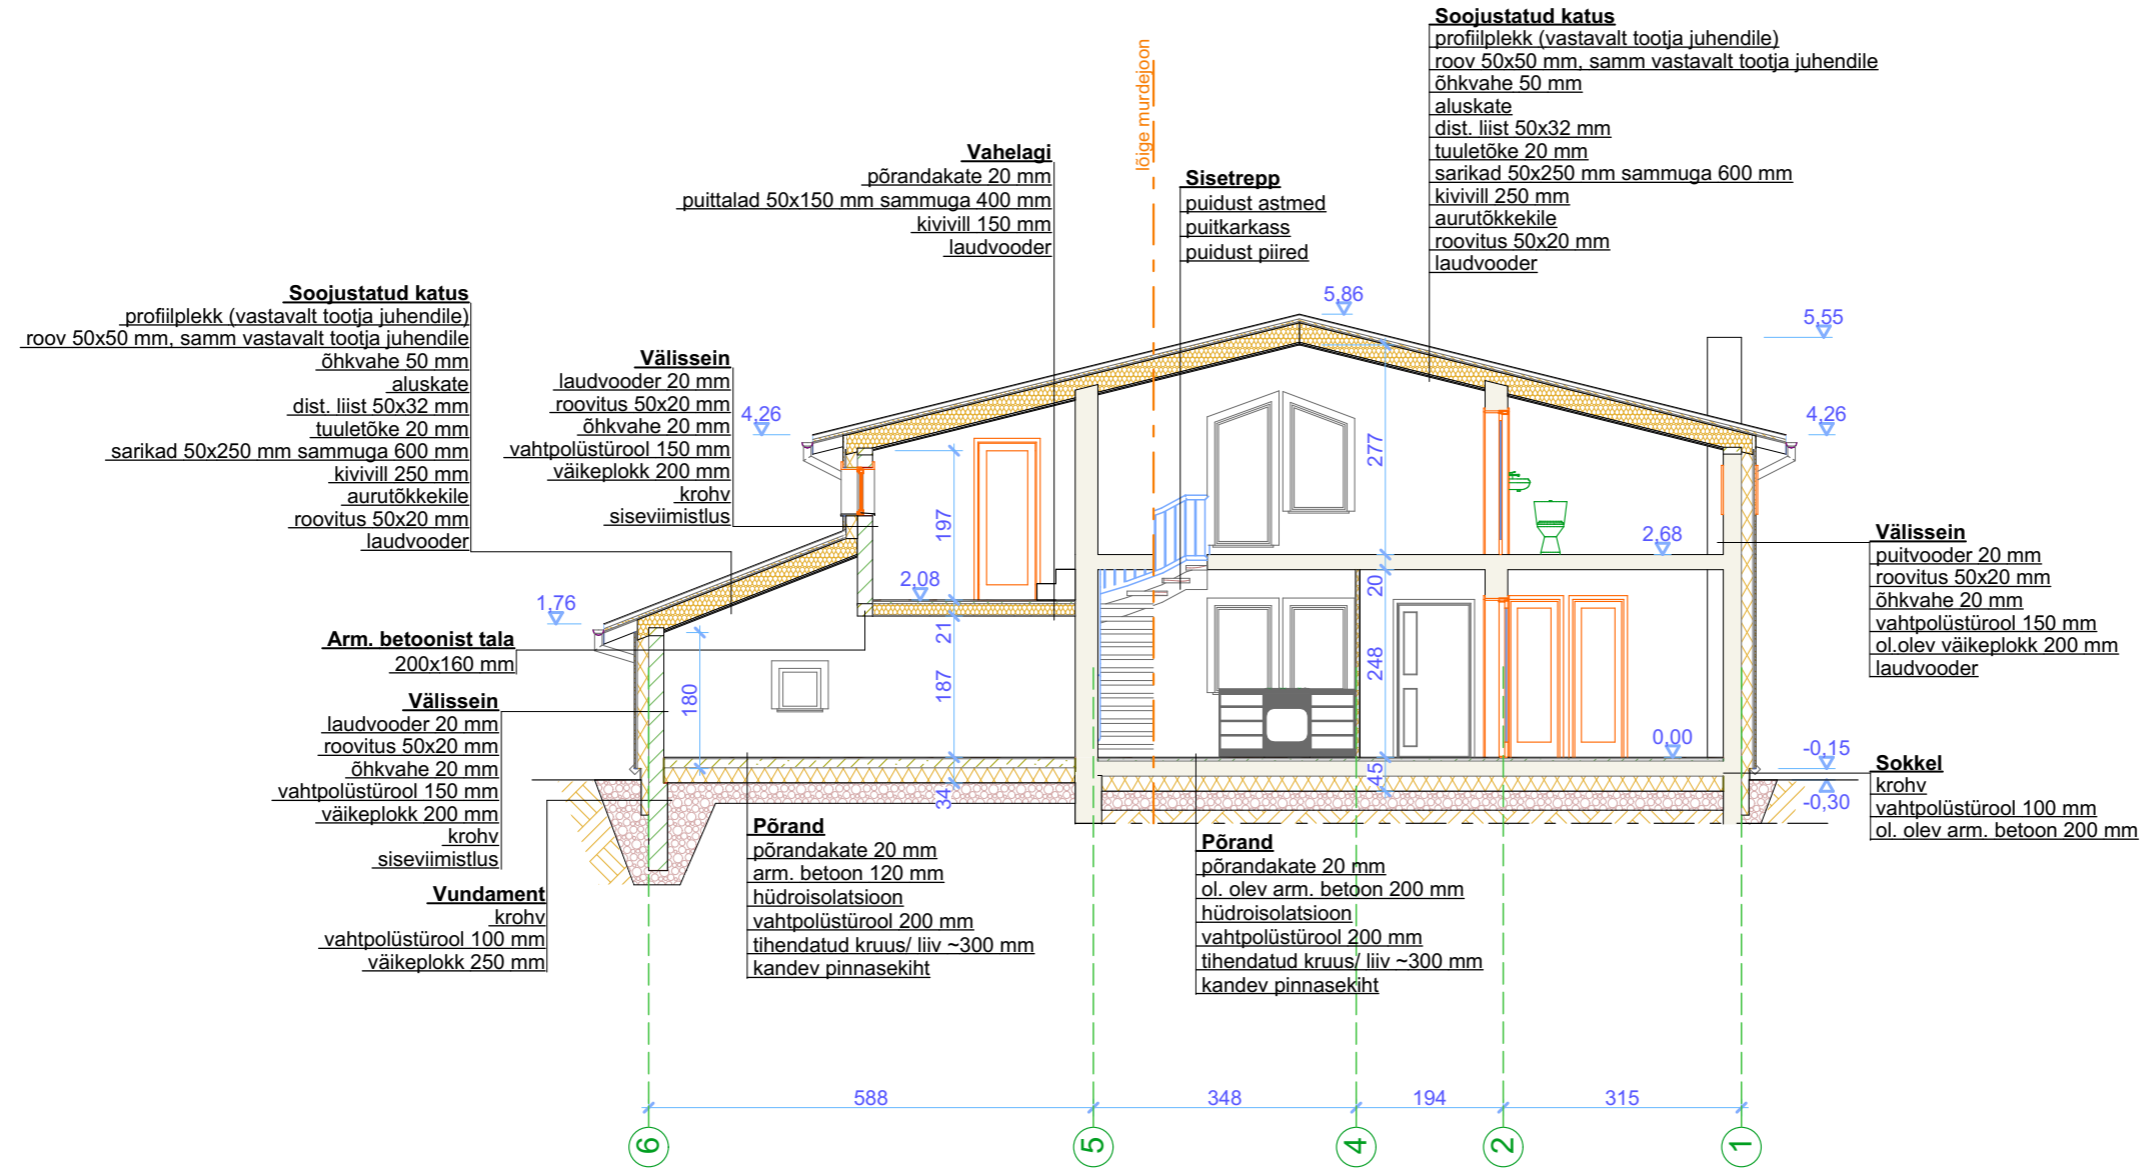 Soojustatud katus
profiilplekk (vastavalt tootja juhendile)
roov 50x50 mm, samm vastavalt tootja juhendile
õhkvahe 50 mm
aluskate
dist. liist 50x32 mm
tuuletõke 20 mm
sarikad 50x250 mm sammuga 600 mm
kivivill 250 mm
aurutõkkekile
roovitus 50x20 mm
laudvooder
lõige murdejoon
Vahelagi
põrandakate 20 mm
puittalad 50x150 mm sammuga 400 mm
kivivill 150 mm
laudvooder
Sisetrepp
puidust astmed
puitkarkass
puidust piired
Soojustatud katus
profiilplekk (vastavalt tootja juhendile)
roov 50x50 mm, samm vastavalt tootja juhendile
õhkvahe 50 mm
aluskate
dist. liist 50x32 mm
tuuletõke 20 mm
sarikad 50x250 mm sammuga 600 mm
kivivill 250 mm
aurutõkkekile
roovitus 50x20 mm
laudvooder
Välissein
laudvooder 20 mm
roovitus 50x20 mm
õhkvahe 20 mm
vahtpolüstürool 150 mm
väikeplokk 200 mm
krohv
siseviimistlus
5,86
5,55
4,26
4,26
277
197
2,68
2,08
20
1,76
21
248
187
180
0,00
-0,15
45
34
-0,30
Välissein
puitvooder 20 mm
roovitus 50x20 mm
õhkvahe 20 mm
vahtpolüstürool 150 mm
ol.olev väikeplokk 200 mm
laudvooder
Arm. betoonist tala
200x160 mm
Välissein
laudvooder 20 mm
roovitus 50x20 mm
õhkvahe 20 mm
vahtpolüstürool 150 mm
väikeplokk 200 mm
krohv
siseviimistlus
Sokkel
krohv
vahtpolüstürool 100 mm
ol. olev arm. betoon 200 mm
Vundament
krohv
vahtpolüstürool 100 mm
väikeplokk 250 mm
Põrand
põrandakate 20 mm
arm. betoon 120 mm
hüdroisolatsioon
vahtpolüstürool 200 mm
tihendatud kruus/ liiv ~300 mm
kandev pinnasekiht
Põrand
põrandakate 20 mm
ol. olev arm. betoon 200 mm
hüdroisolatsioon
vahtpolüstürool 200 mm
tihendatud kruus/ liiv ~300 mm
kandev pinnasekiht
588
348
194
315
6
5
4
2
1